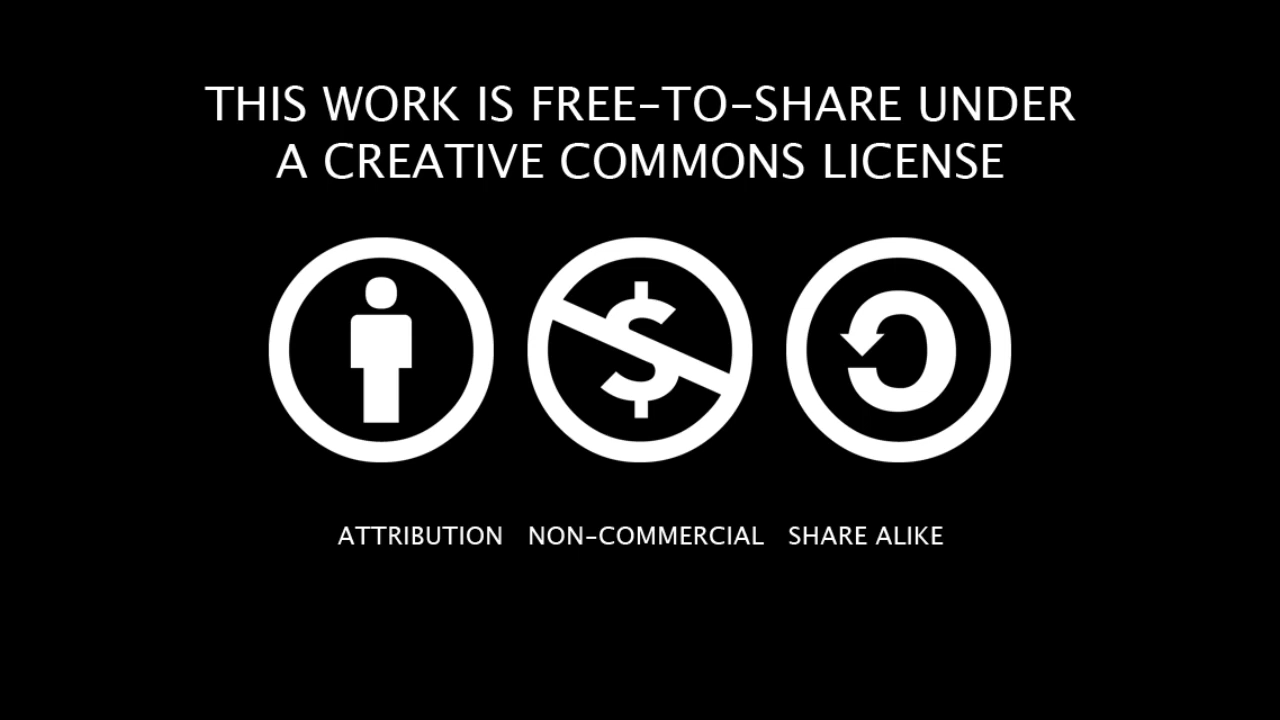 THIS WORK IS FREE-TO-SHARE UNDER
A CREATIVE COMMONS LICENSE
$
ATTRIBUTION NON-COMMERCIAL SHARE ALIKE